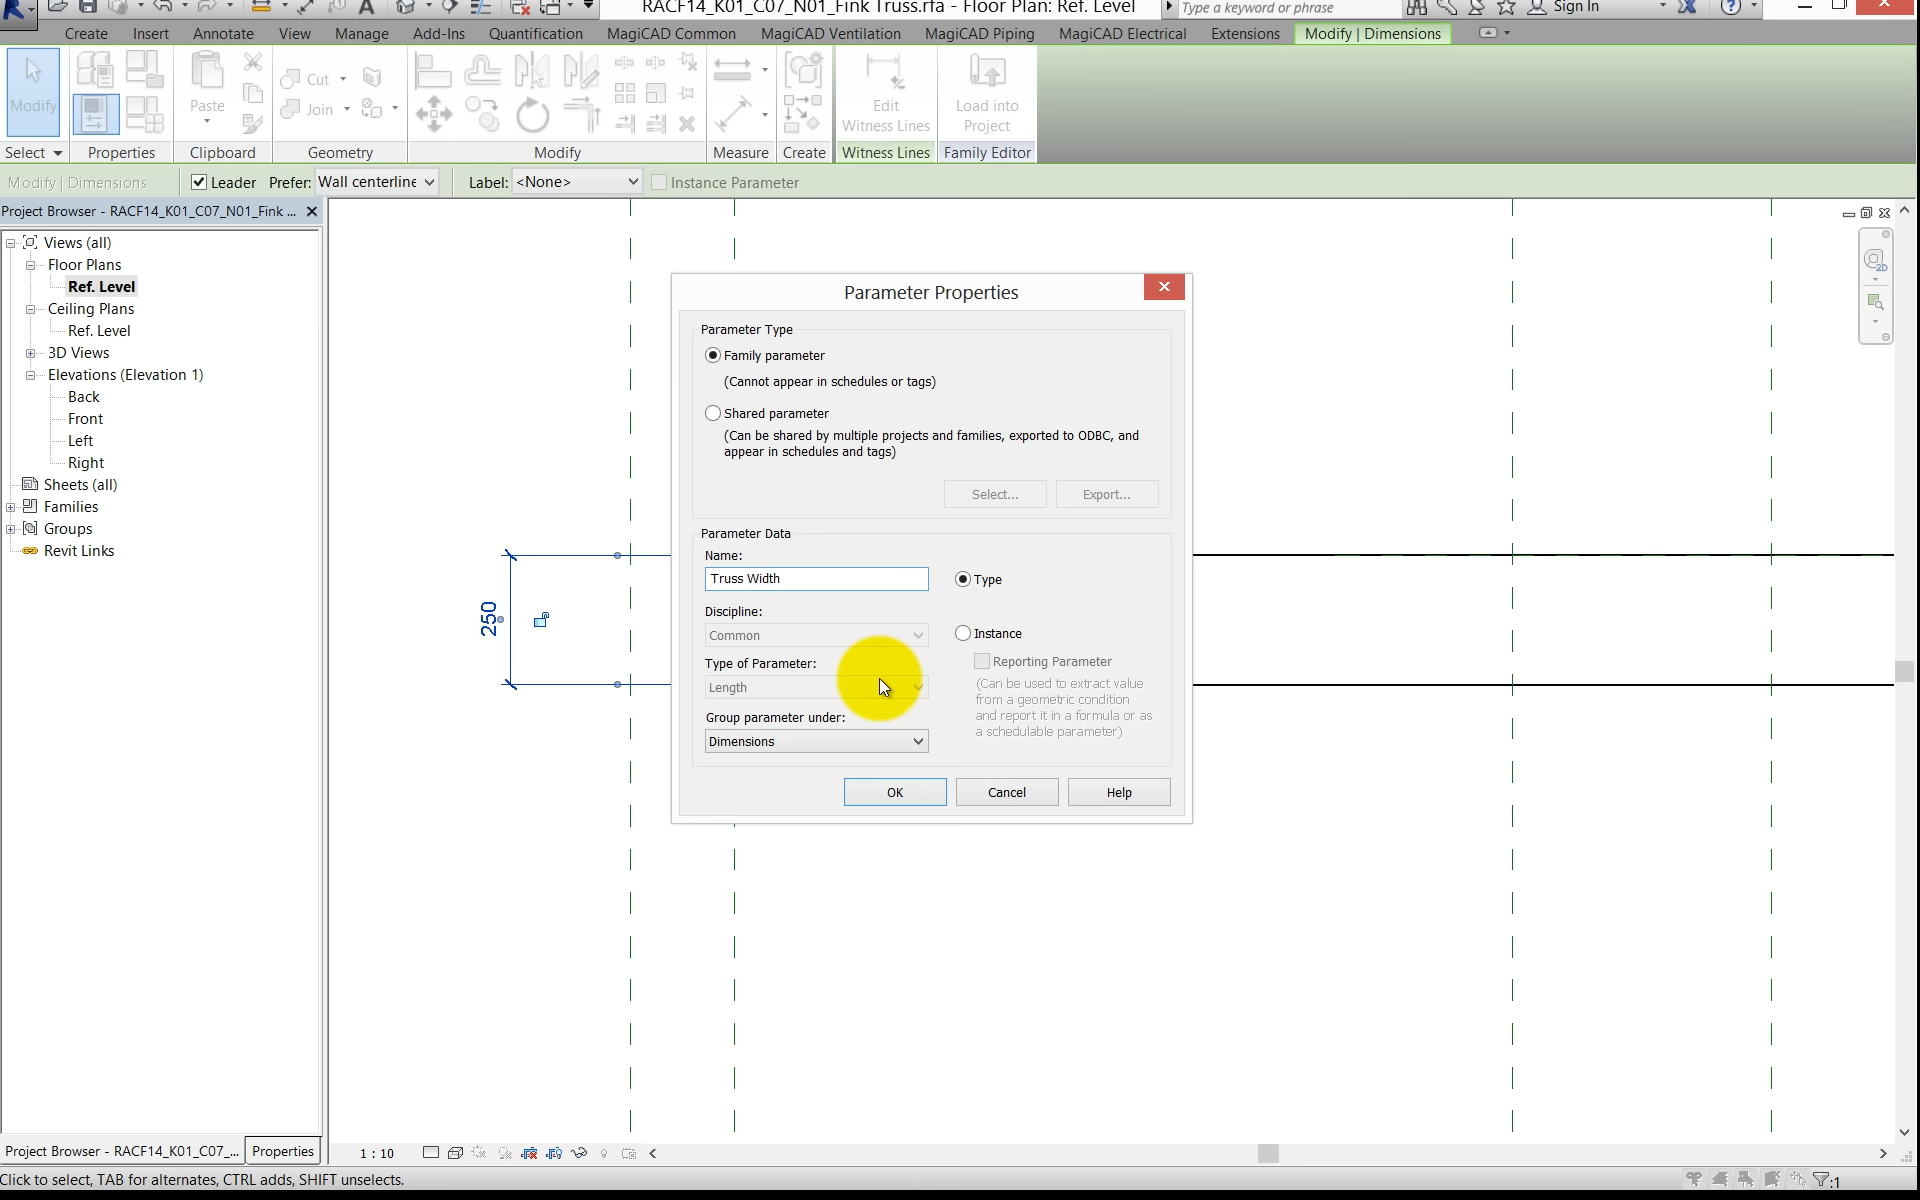 RACF14_K01_C07_N01_Fink Truss.rfa - Floor Plan: Ref. Level
Type a keyword or phrase
Sign In
Create Insert Annotate View Manage Add-Ins Quantification MagiCAD Common MagiCAD Ventilation MagiCAD Piping MagiCAD Electrical Extensions Modify | Dimensions
Modify
Paste
Cut
Join
Edit
Witness Lines
Load into
Project
Select Properties Clipboard Geometry Modify Measure Create Witness Lines Family Editor
Modify | Dimensions Leader Prefer: Wall centerline Label: <None> Instance Parameter
Project Browser - RACF14_K01_C07_N01_Fink ...
Views (all)
Floor Plans
Ref. Level
Ceiling Plans
Ref. Level
3D Views
Elevations (Elevation 1)
Back
Front
Left
Right
Sheets (all)
Families
Groups
Revit Links
250
2D
Parameter Properties
Parameter Type
Family parameter
(Cannot appear in schedules or tags)
Shared parameter
(Can be shared by multiple projects and families, exported to ODBC, and
appear in schedules and tags)
Select... Export...
Parameter Data
Name:
Truss Width
Type
Discipline:
Common
Instance
Reporting Parameter
Type of Parameter:
Length
(Can be used to extract value
from a geometric condition
and report it in a formula or as
a schedulable parameter)
Group parameter under:
Dimensions
OK Cancel Help
Project Browser - RACF14_K01_C07_... Properties
1 : 10
Click to select, TAB for alternates, CTRL adds, SHIFT unselects.
:1